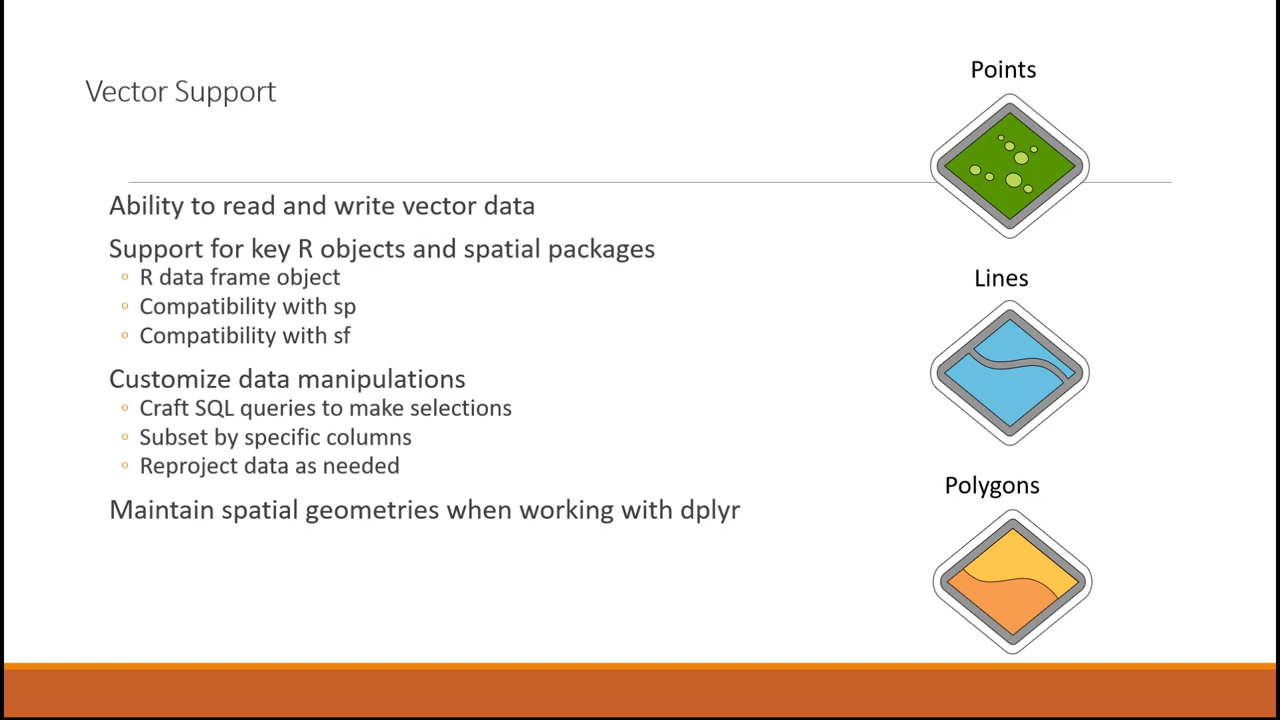 Vector Support
Ability to read and write vector data
Support for key R objects and spatial packages
◦ R data frame object
◦ Compatibility with sp
◦ Compatibility with sf
Customize data manipulations
◦ Craft SQL queries to make selections
◦ Subset by specific columns
◦ Reproject data as needed
Maintain spatial geometries when working with dplyr
Points
Lines
Polygons